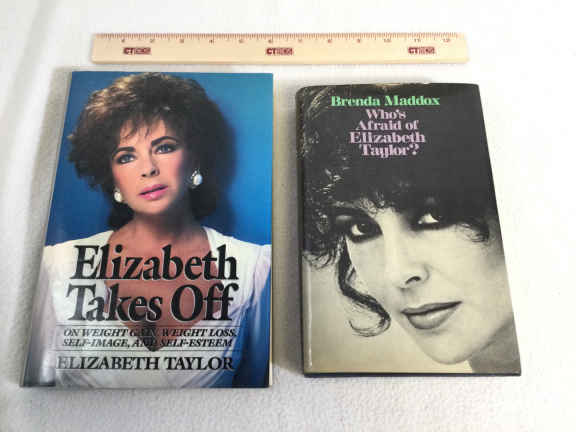 CT CT CT
Elizabeth
Takes Off
ON WEIGHT GAIN, WEIGHT LOSS,
SELF-IMAGE, AND SELF-ESTEEM
ELIZABETH TAYLOR
Brenda Maddox
Who's
Afraid of
Elizabeth
Taylor?